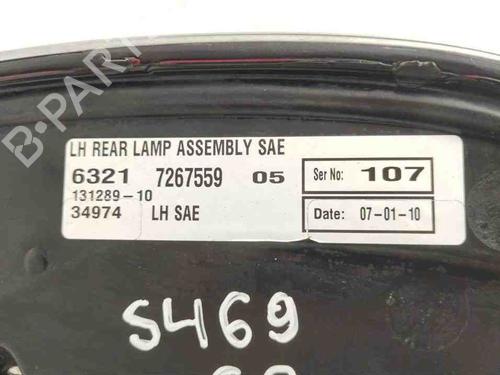 B-PARTS
LH REAR LAMP ASSEMBLY SAE
6321 7267559 05 Ser No: 107
131289-10
34974 LH SAE Date: 07-01-10
S469